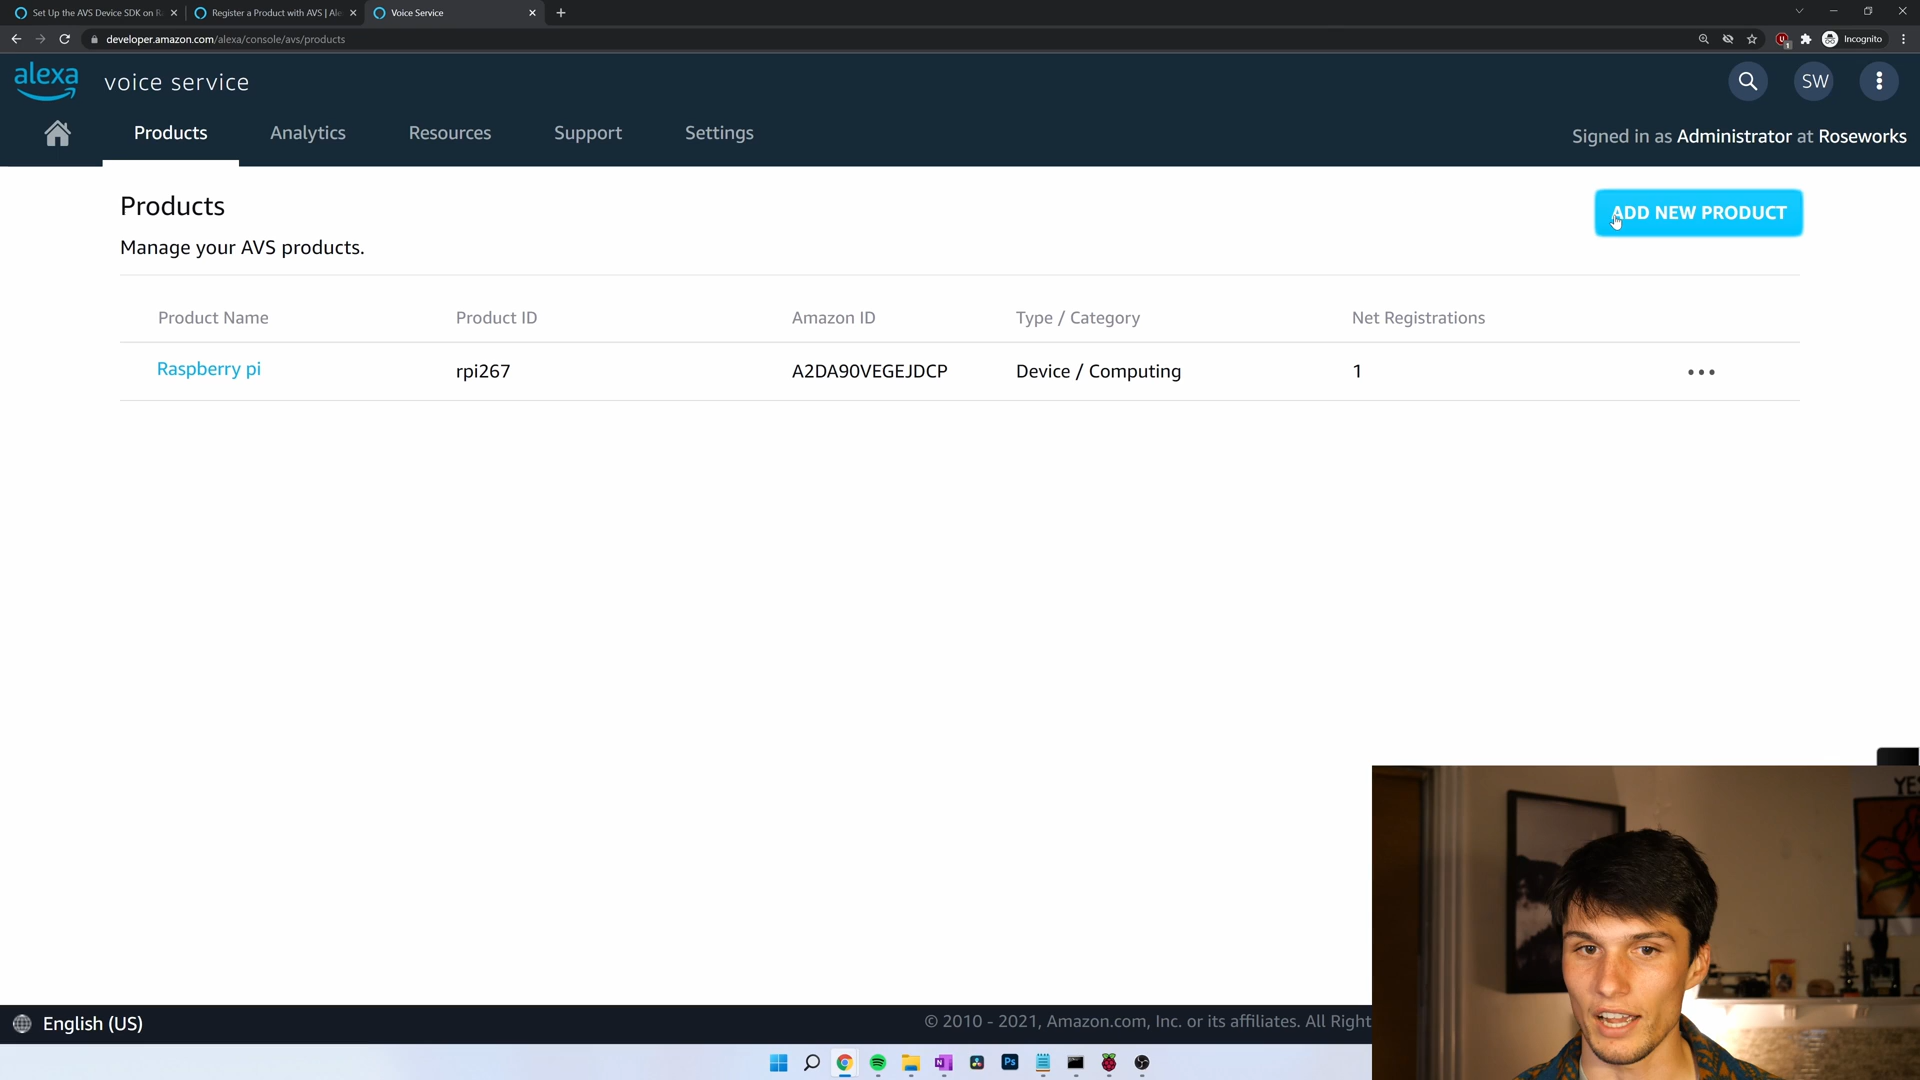 Set Up the AVS Device SDK on R
Register a Product with AVS | Ale
Voice Service
developer.amazon.com/alexa/console/avs/products
Incognito
alexa
voice service
SW
Products
Analytics
Resources
Support
Settings
Signed in as Administrator at Roseworks
Products
ADD NEW PRODUCT
Manage your AVS products.
Product Name
Product ID
Amazon ID
Type / Category
Net Registrations
Raspberry pi
rpi267
A2DA90VEGEJDCP
Device / Computing
1
YES
English (US)
© 2010 - 2021, Amazon.com, Inc. or its affiliates. All Right
Ps